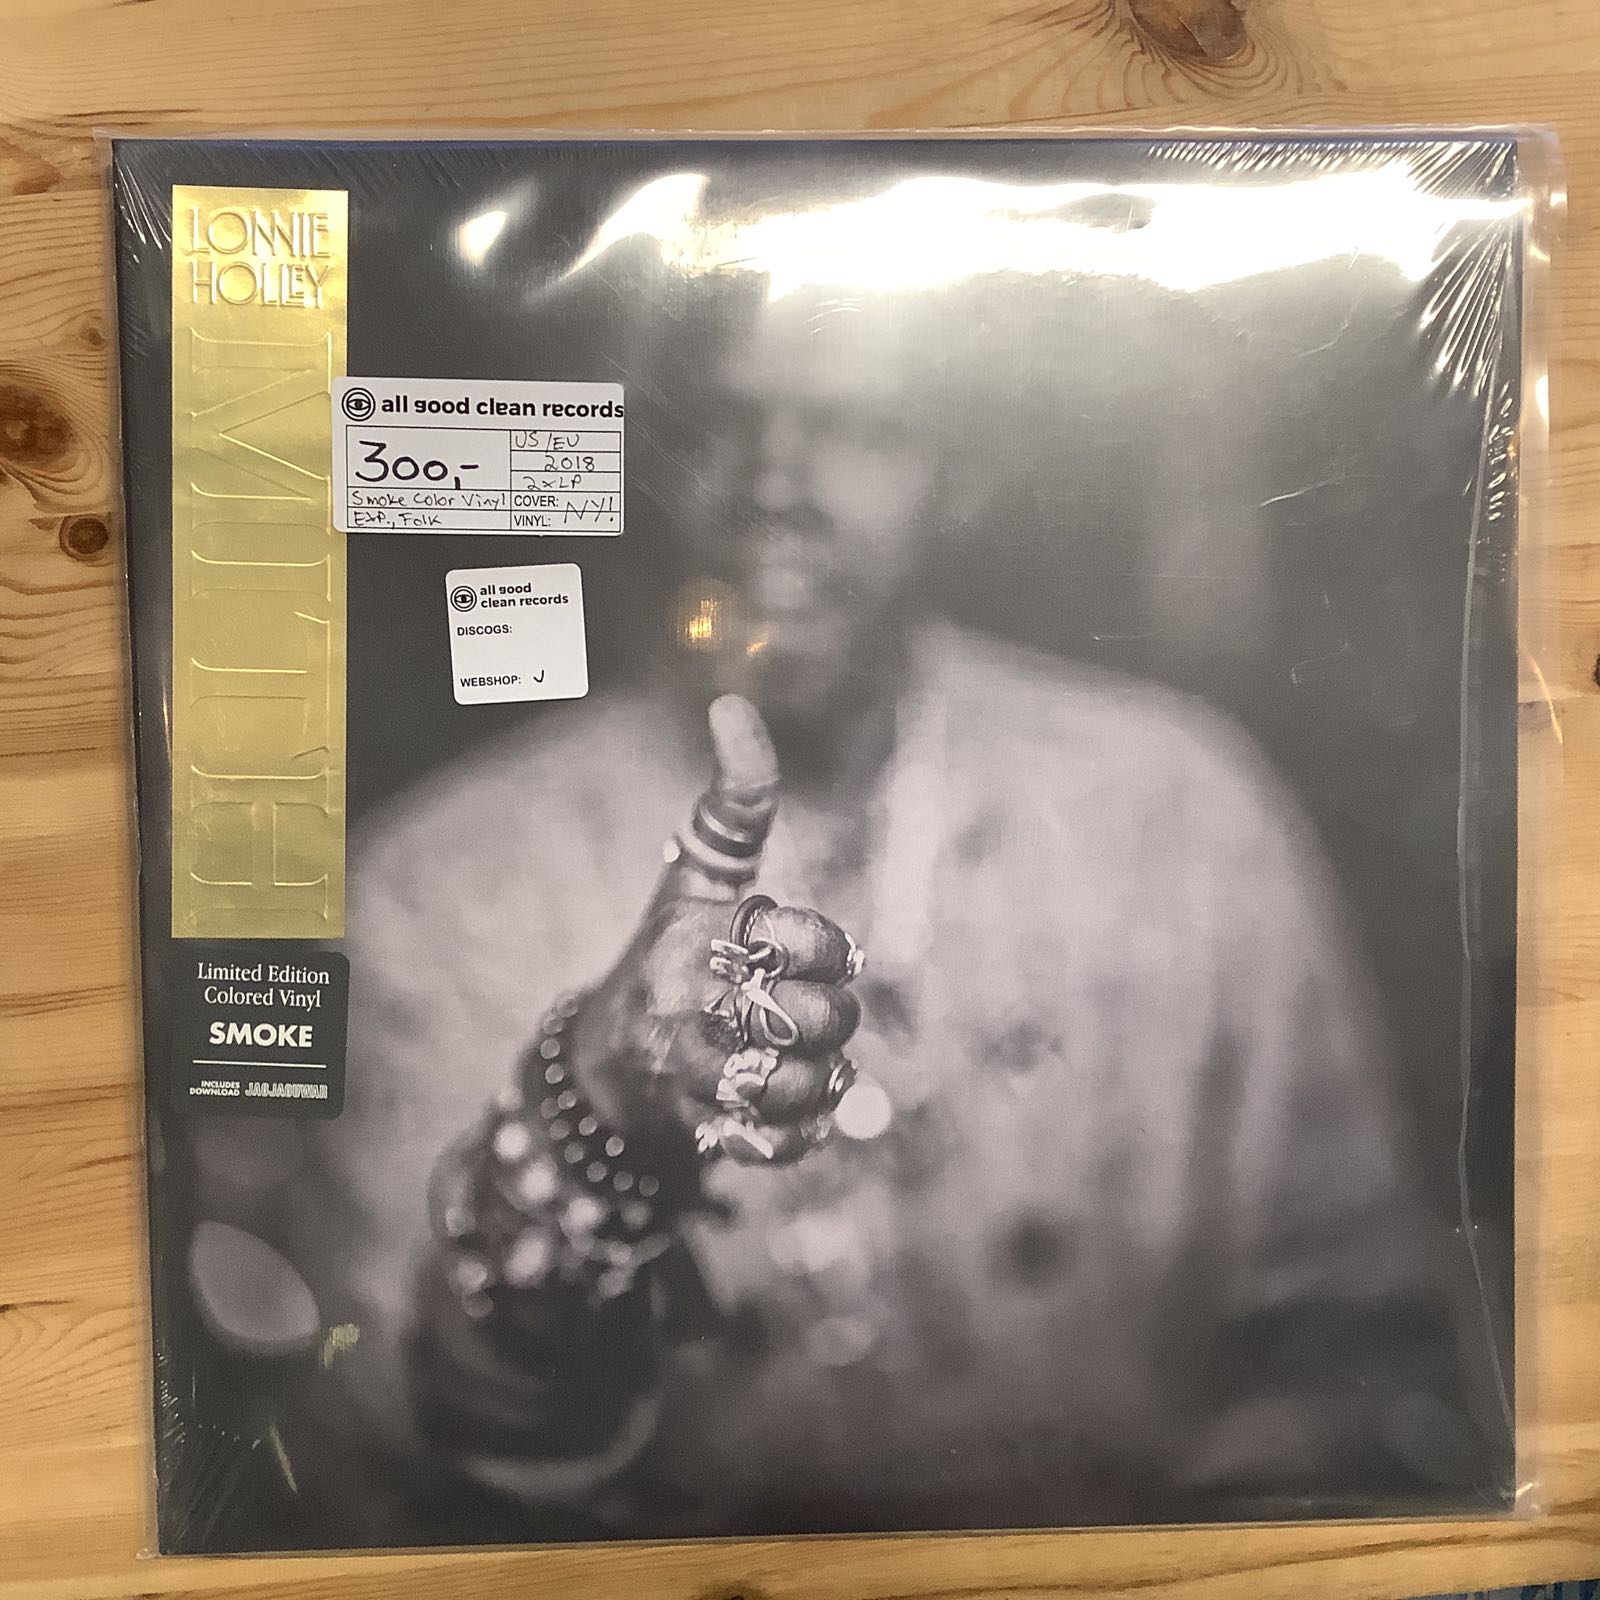 LONNIE
HOLLEY
MITH
all good clean records
300,-
US/EU
2018
2xLP
Smoke Color Vinyl
COVER: NY!
Exp., Folk
VINYL:
all good
clean records
DISCOGS:
WEBSHOP: ✓
Limited Edition
Colored Vinyl
SMOKE
INCLUDES
DOWNLOAD
JAGJAGUWAR